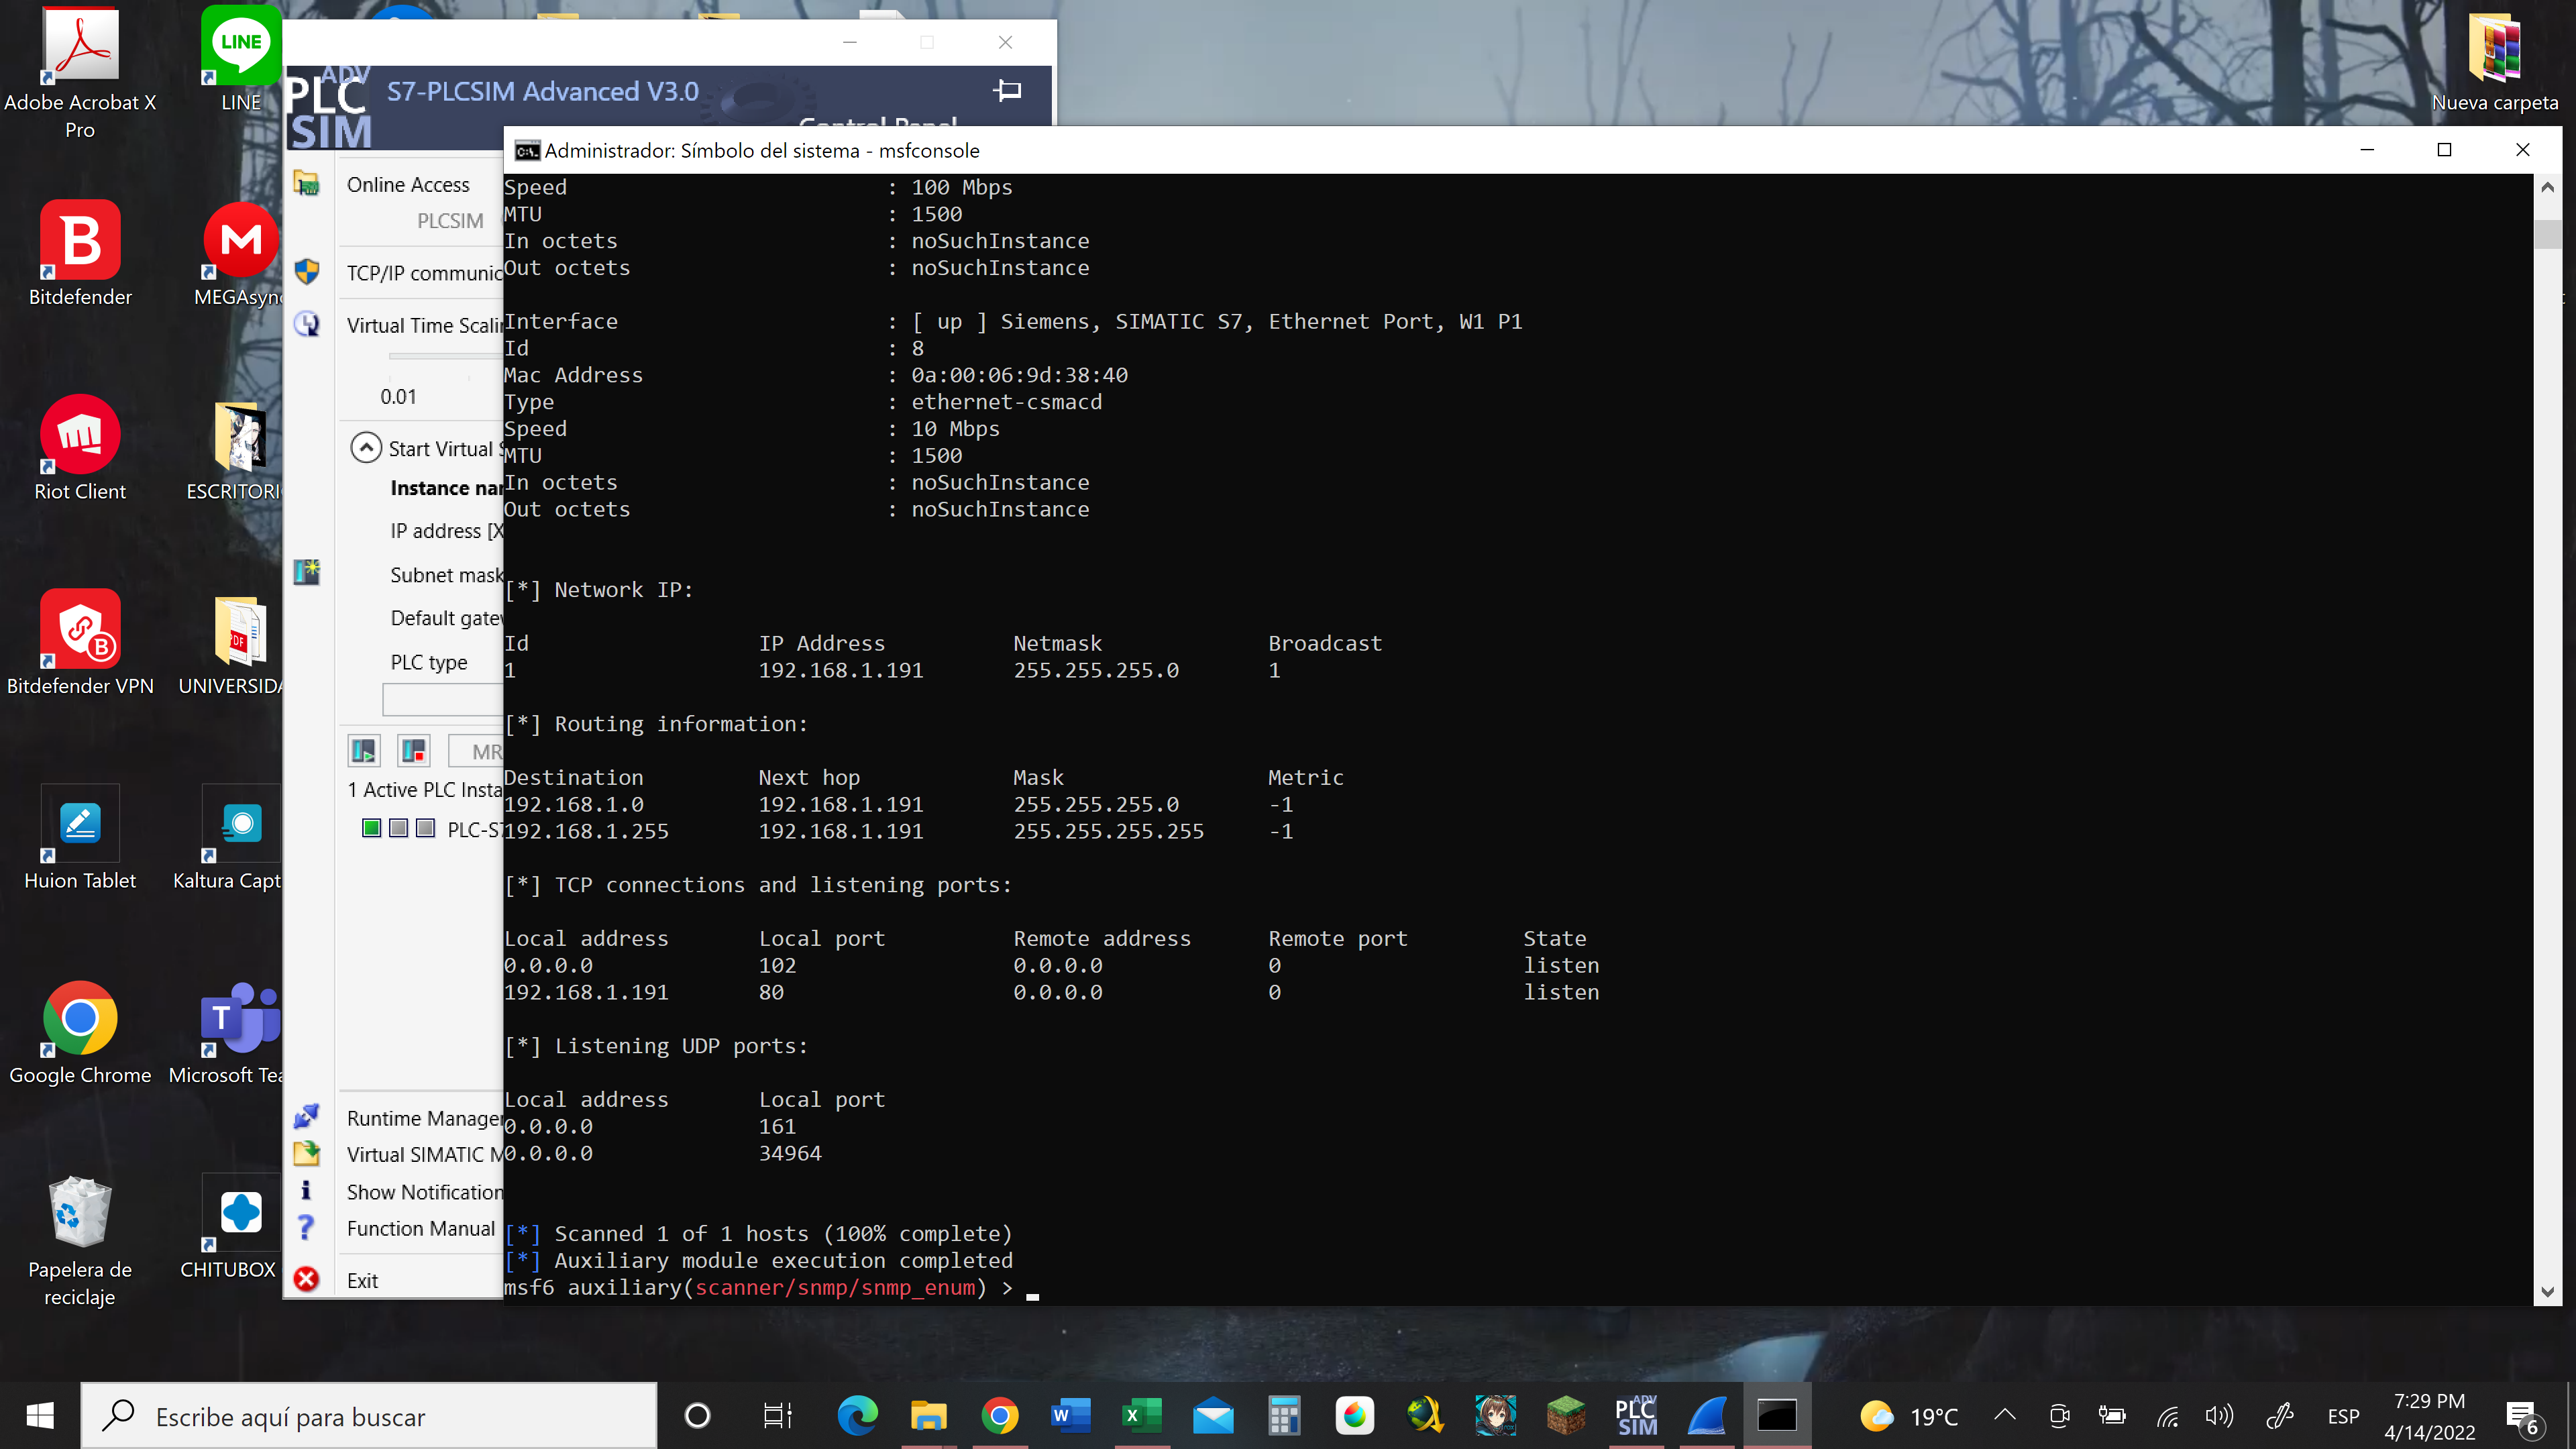 Adobe Acrobat X
Pro
LINE
LINE
Nueva carpeta
ADV
PLC
SIM
S7-PLCSIM Advanced V3.0
Control Panel
Online Access
PLCSIM
TCP/IP communic
Virtual Time Scalin
0.01
Start Virtual S
Instance nam
IP address [X
Subnet mask
Default gatew
PLC type
MR
1 Active PLC Insta
PLC-S7
Runtime Manager
Virtual SIMATIC M
Show Notification
Function Manual
Exit
Bitdefender
MEGAsync
Riot Client
ESCRITORI
Bitdefender VPN
PDF
UNIVERSIDA
Huion Tablet
Kaltura Capt
Google Chrome
Microsoft Tea
Papelera de
reciclaje
CHITUBOX
Administrador: Símbolo del sistema - msfconsole
Speed : 100 Mbps
MTU : 1500
In octets : noSuchInstance
Out octets : noSuchInstance
Interface : [ up ] Siemens, SIMATIC S7, Ethernet Port, W1 P1
Id : 8
Mac Address : 0a:00:06:9d:38:40
Type : ethernet-csmacd
Speed : 10 Mbps
MTU : 1500
In octets : noSuchInstance
Out octets : noSuchInstance
[*] Network IP:
Id IP Address Netmask Broadcast
1 192.168.1.191 255.255.255.0 1
[*] Routing information:
Destination Next hop Mask Metric
192.168.1.0 192.168.1.191 255.255.255.0 -1
192.168.1.255 192.168.1.191 255.255.255.255 -1
[*] TCP connections and listening ports:
Local address Local port Remote address Remote port State
0.0.0.0 102 0.0.0.0 0 listen
192.168.1.191 80 0.0.0.0 0 listen
[*] Listening UDP ports:
Local address Local port
0.0.0.0 161
0.0.0.0 34964
[*] Scanned 1 of 1 hosts (100% complete)
[*] Auxiliary module execution completed
msf6 auxiliary(scanner/snmp/snmp_enum) >
Escribe aquí para buscar
ADV
PLC
SIM
19°C
ESP
7:29 PM
4/14/2022
6